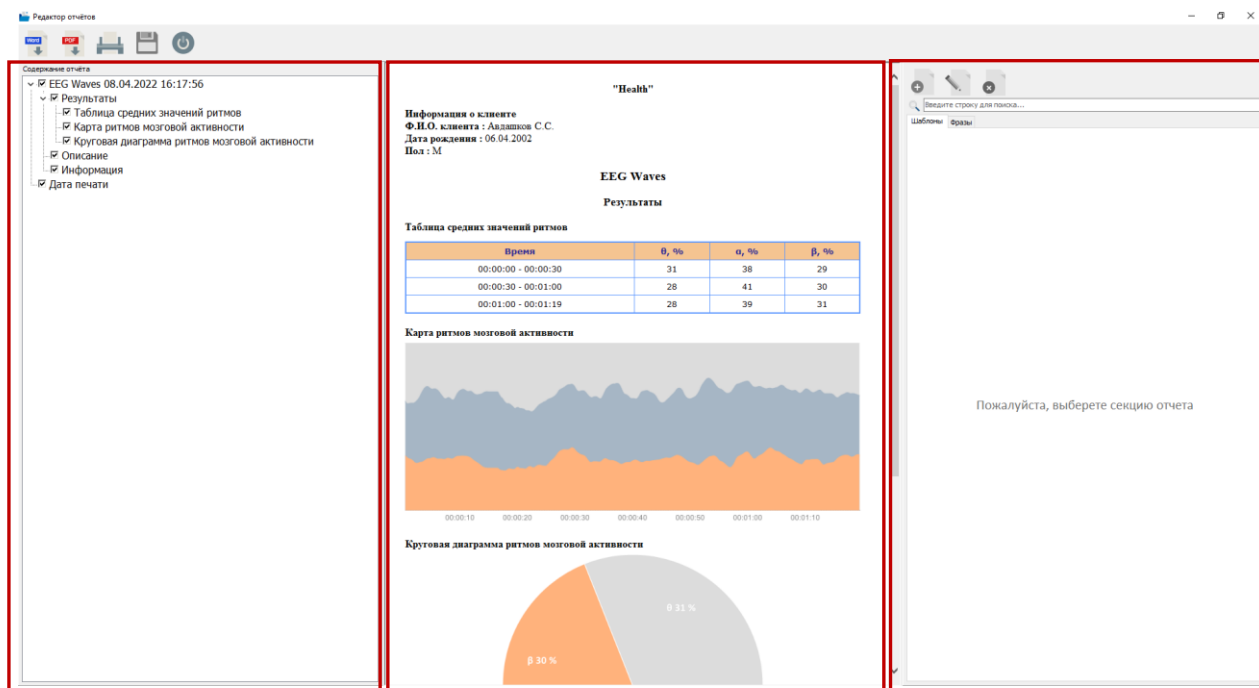 Редактор отчётов
Word
PDF
Содержание отчёта
EEG Waves 08.04.2022 16:17:56
Результаты
Таблица средних значений ритмов
Карта ритмов мозговой активности
Круговая диаграмма ритмов мозговой активности
Описание
Информация
Дата печати
"Health"
Информация о клиенте
Ф.И.О. клиента : Авдашков С.С.
Дата рождения : 06.04.2002
Пол : М
EEG Waves
Результаты
Таблица средних значений ритмов
Время θ, % α, % β, %
00:00:00 - 00:00:30 31 38 29
00:00:30 - 00:01:00 28 41 30
00:01:00 - 00:01:19 28 39 31
Карта ритмов мозговой активности
00:00:10 00:00:20 00:00:30 00:00:40 00:00:50 00:01:00 00:01:10
Круговая диаграмма ритмов мозговой активности
θ 31 %
β 30 %
Введите строку для поиска...
Шаблоны Фразы
Пожалуйста, выберете секцию отчета